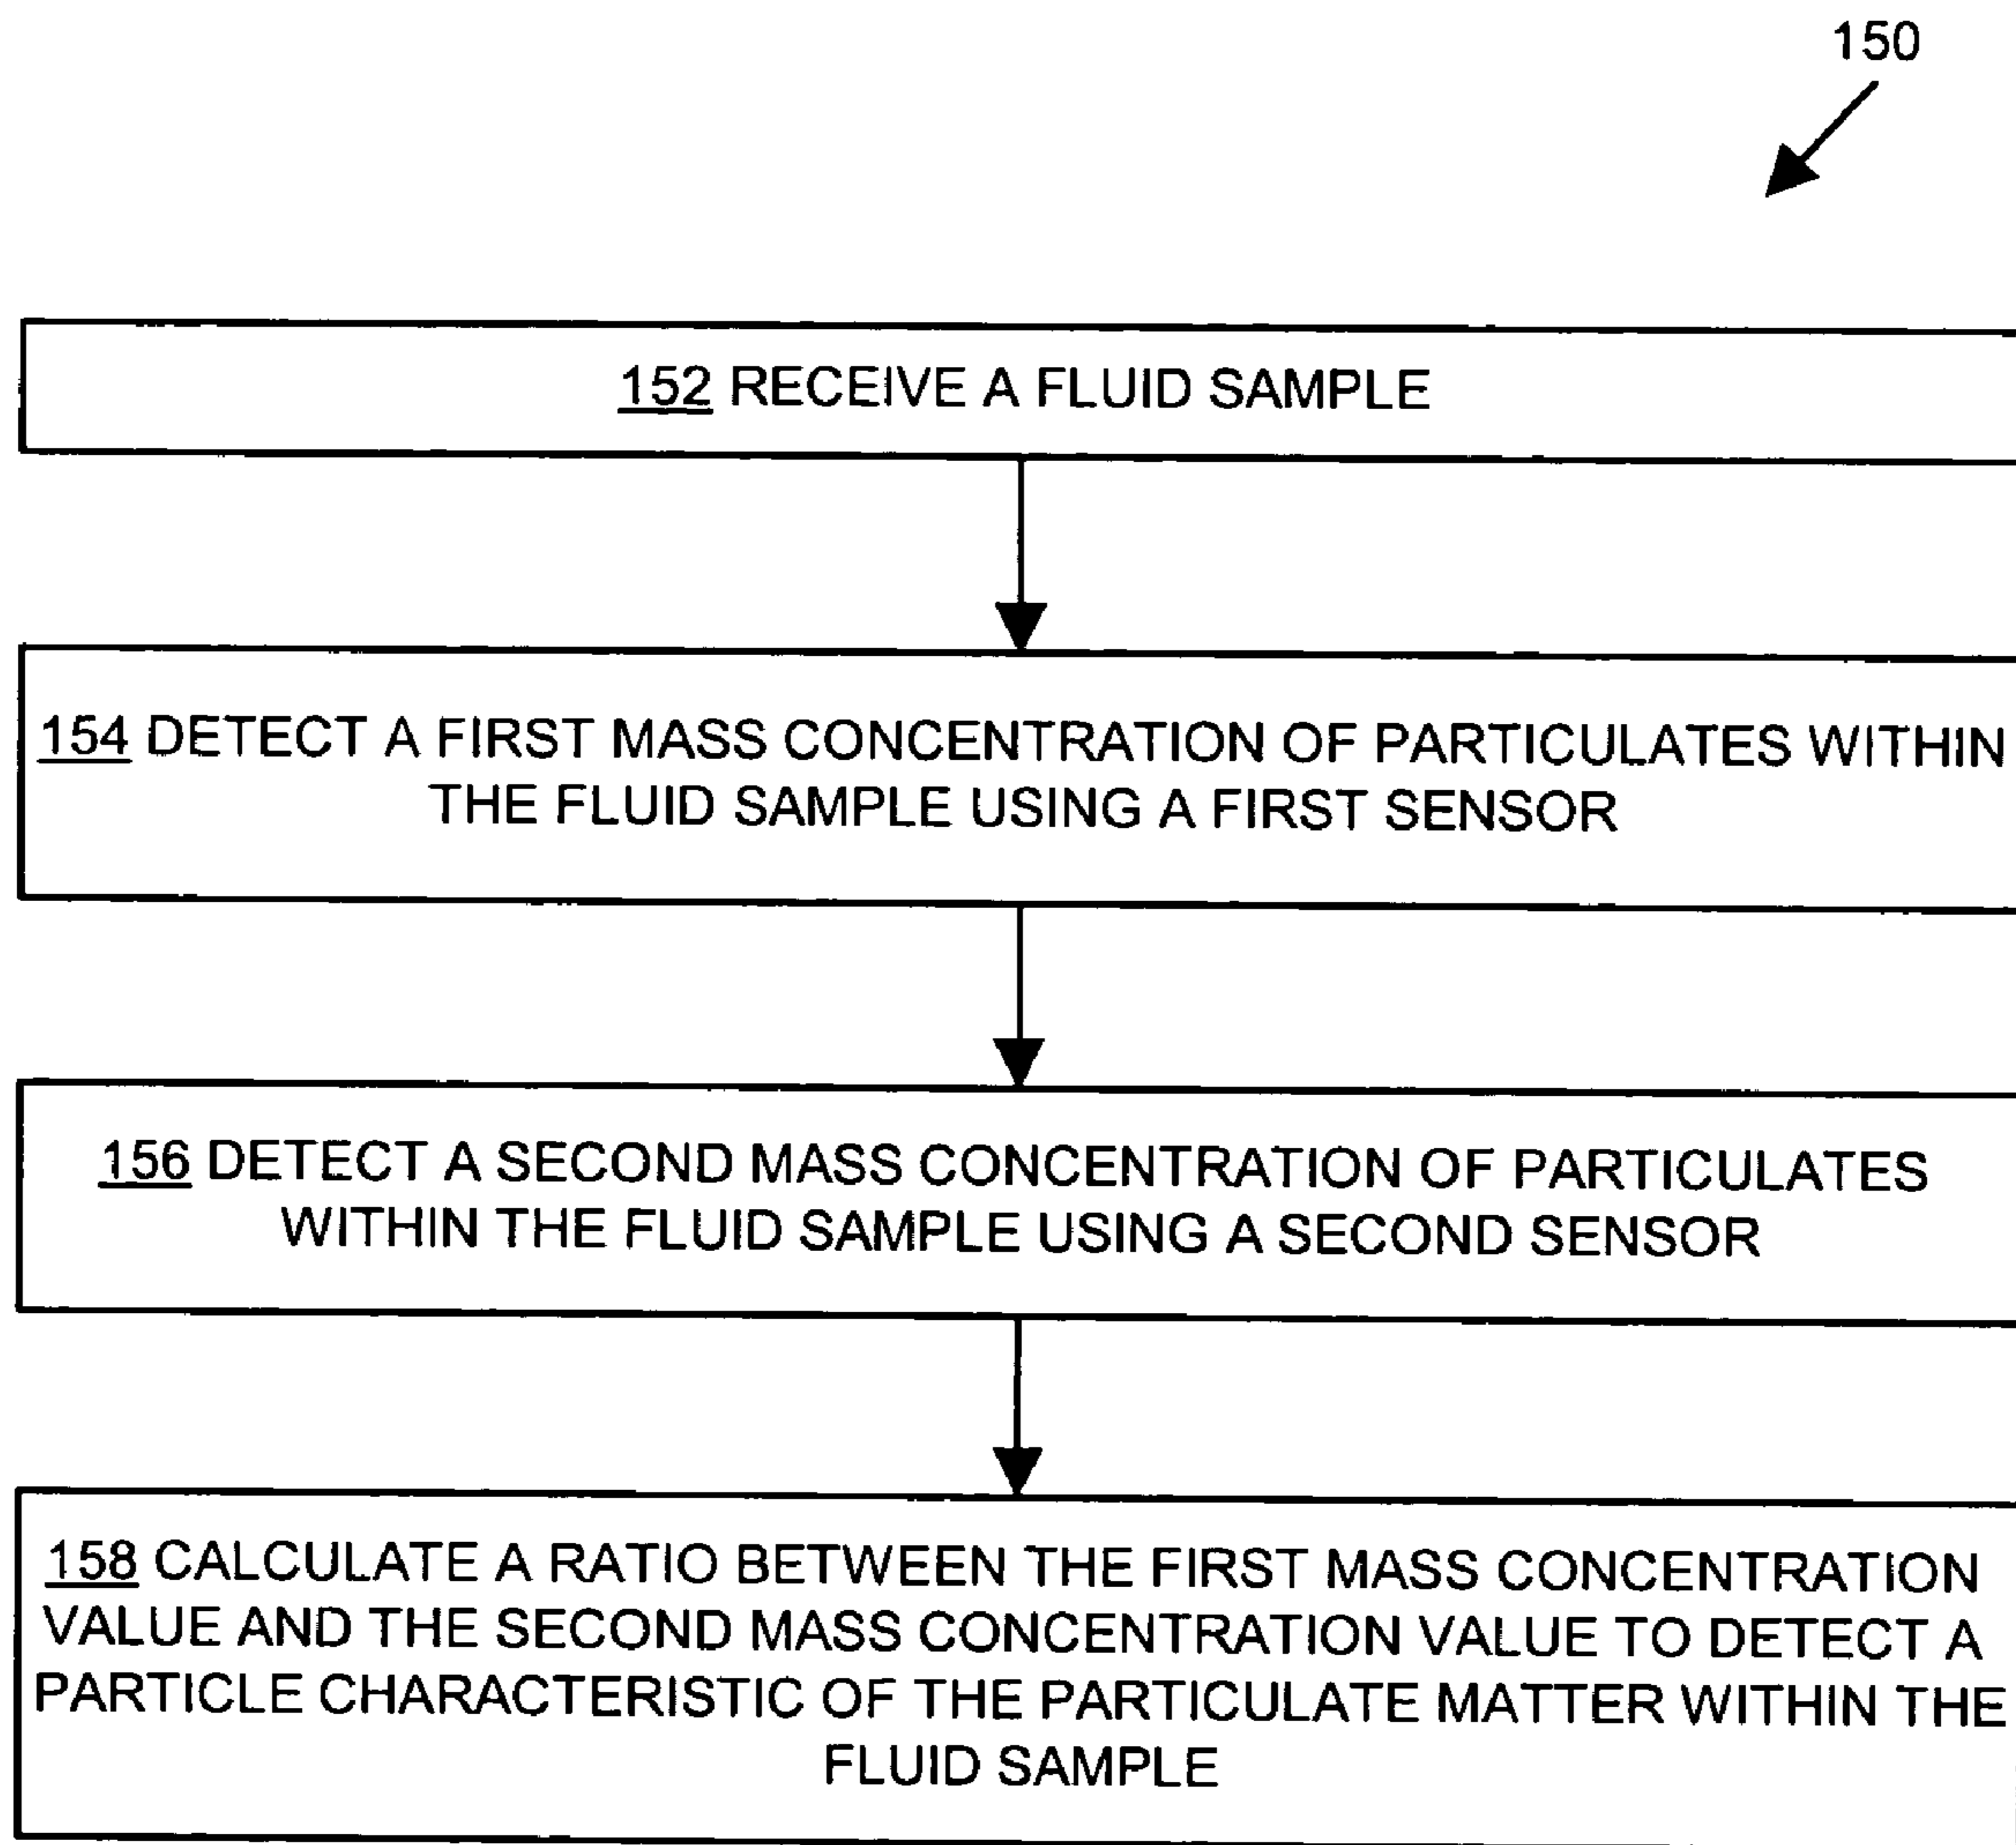 150
152 RECEIVE A FLUID SAMPLE
154 DETECT A FIRST MASS CONCENTRATION OF PARTICULATES WITHIN
THE FLUID SAMPLE USING A FIRST SENSOR
156 DETECT A SECOND MASS CONCENTRATION OF PARTICULATES
WITHIN THE FLUID SAMPLE USING A SECOND SENSOR
158 CALCULATE A RATIO BETWEEN THE FIRST MASS CONCENTRATION
VALUE AND THE SECOND MASS CONCENTRATION VALUE TO DETECT A
PARTICLE CHARACTERISTIC OF THE PARTICULATE MATTER WITHIN THE
FLUID SAMPLE